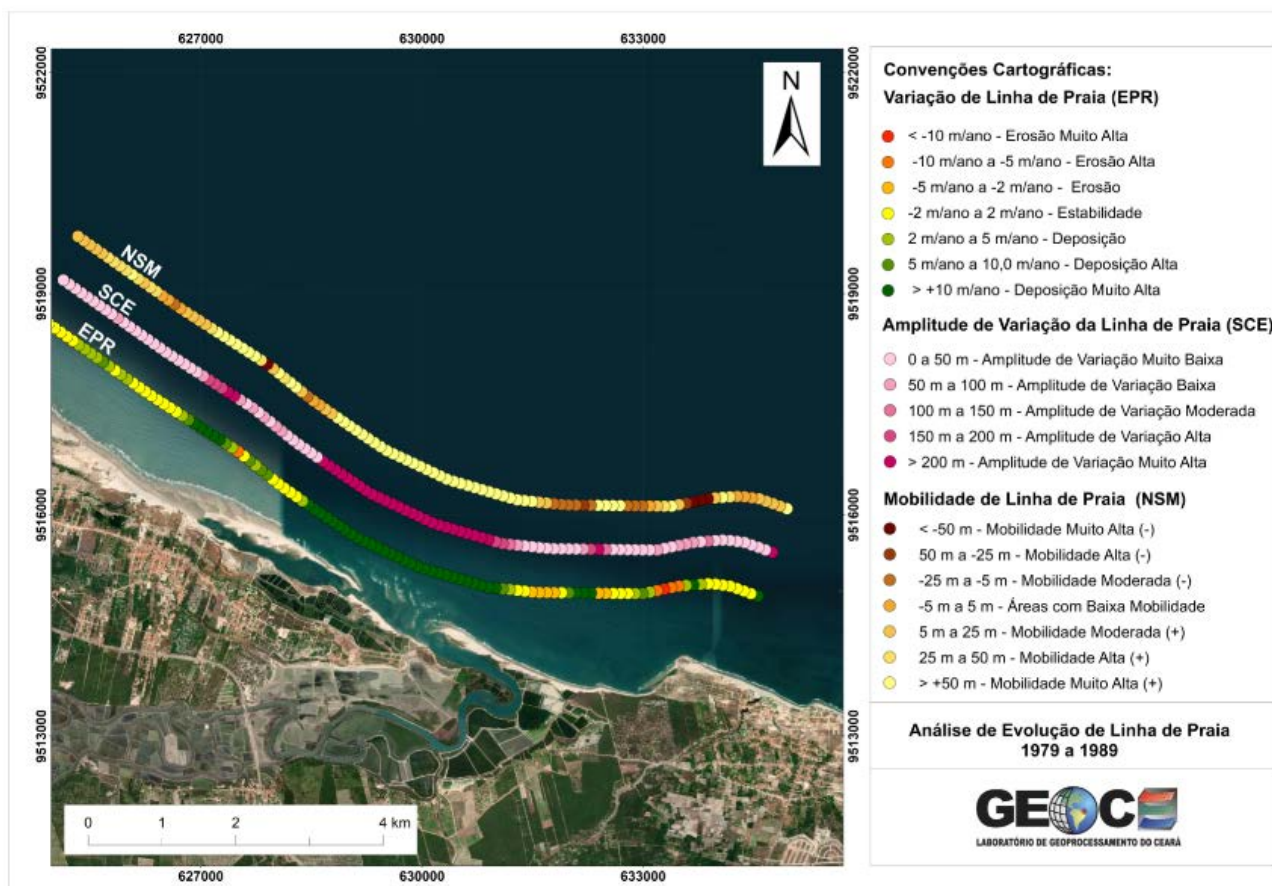 627000 630000 633000
9522000 9522000
N
9519000 9519000
NSM
SCE
EPR
9516000 9516000
9513000 9513000
0 1 2 4 km
627000 630000 633000
Convenções Cartográficas:
Variação de Linha de Praia (EPR)
< -10 m/ano - Erosão Muito Alta
-10 m/ano a -5 m/ano - Erosão Alta
-5 m/ano a -2 m/ano - Erosão
-2 m/ano a 2 m/ano - Estabilidade
2 m/ano a 5 m/ano - Deposição
5 m/ano a 10,0 m/ano - Deposição Alta
> +10 m/ano - Deposição Muito Alta
Amplitude de Variação da Linha de Praia (SCE)
0 a 50 m - Amplitude de Variação Muito Baixa
50 m a 100 m - Amplitude de Variação Baixa
100 m a 150 m - Amplitude de Variação Moderada
150 m a 200 m - Amplitude de Variação Alta
> 200 m - Amplitude de Variação Muito Alta
Mobilidade de Linha de Praia (NSM)
< -50 m - Mobilidade Muito Alta (-)
50 m a -25 m - Mobilidade Alta (-)
-25 m a -5 m - Mobilidade Moderada (-)
-5 m a 5 m - Áreas com Baixa Mobilidade
5 m a 25 m - Mobilidade Moderada (+)
25 m a 50 m - Mobilidade Alta (+)
> +50 m - Mobilidade Muito Alta (+)
Análise de Evolução de Linha de Praia
1979 a 1989
GEOCE
LABORATÓRIO DE GEOPROCESSAMENTO DO CEARÁ